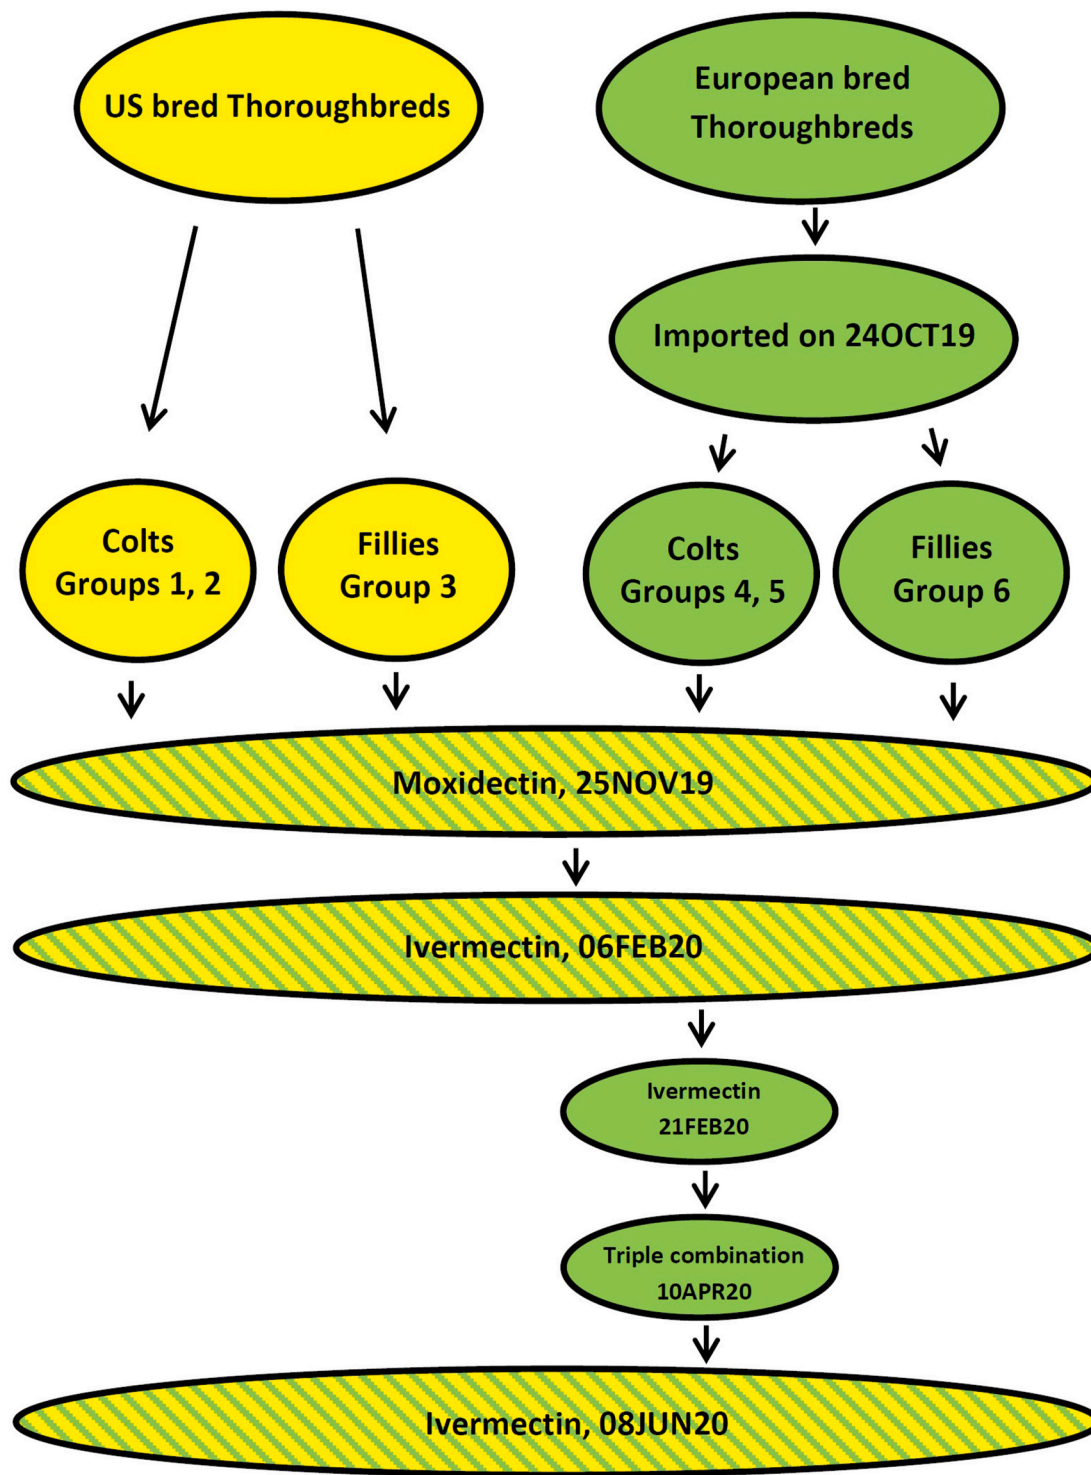 US bred Thoroughbreds
European bred
Thoroughbreds
Imported on 24OCT19
Colts
Groups 1, 2
Fillies
Group 3
Colts
Groups 4, 5
Fillies
Group 6
Moxidectin, 25NOV19
Ivermectin, 06FEB20
Ivermectin
21FEB20
Triple combination
10APR20
Ivermectin, 08JUN20